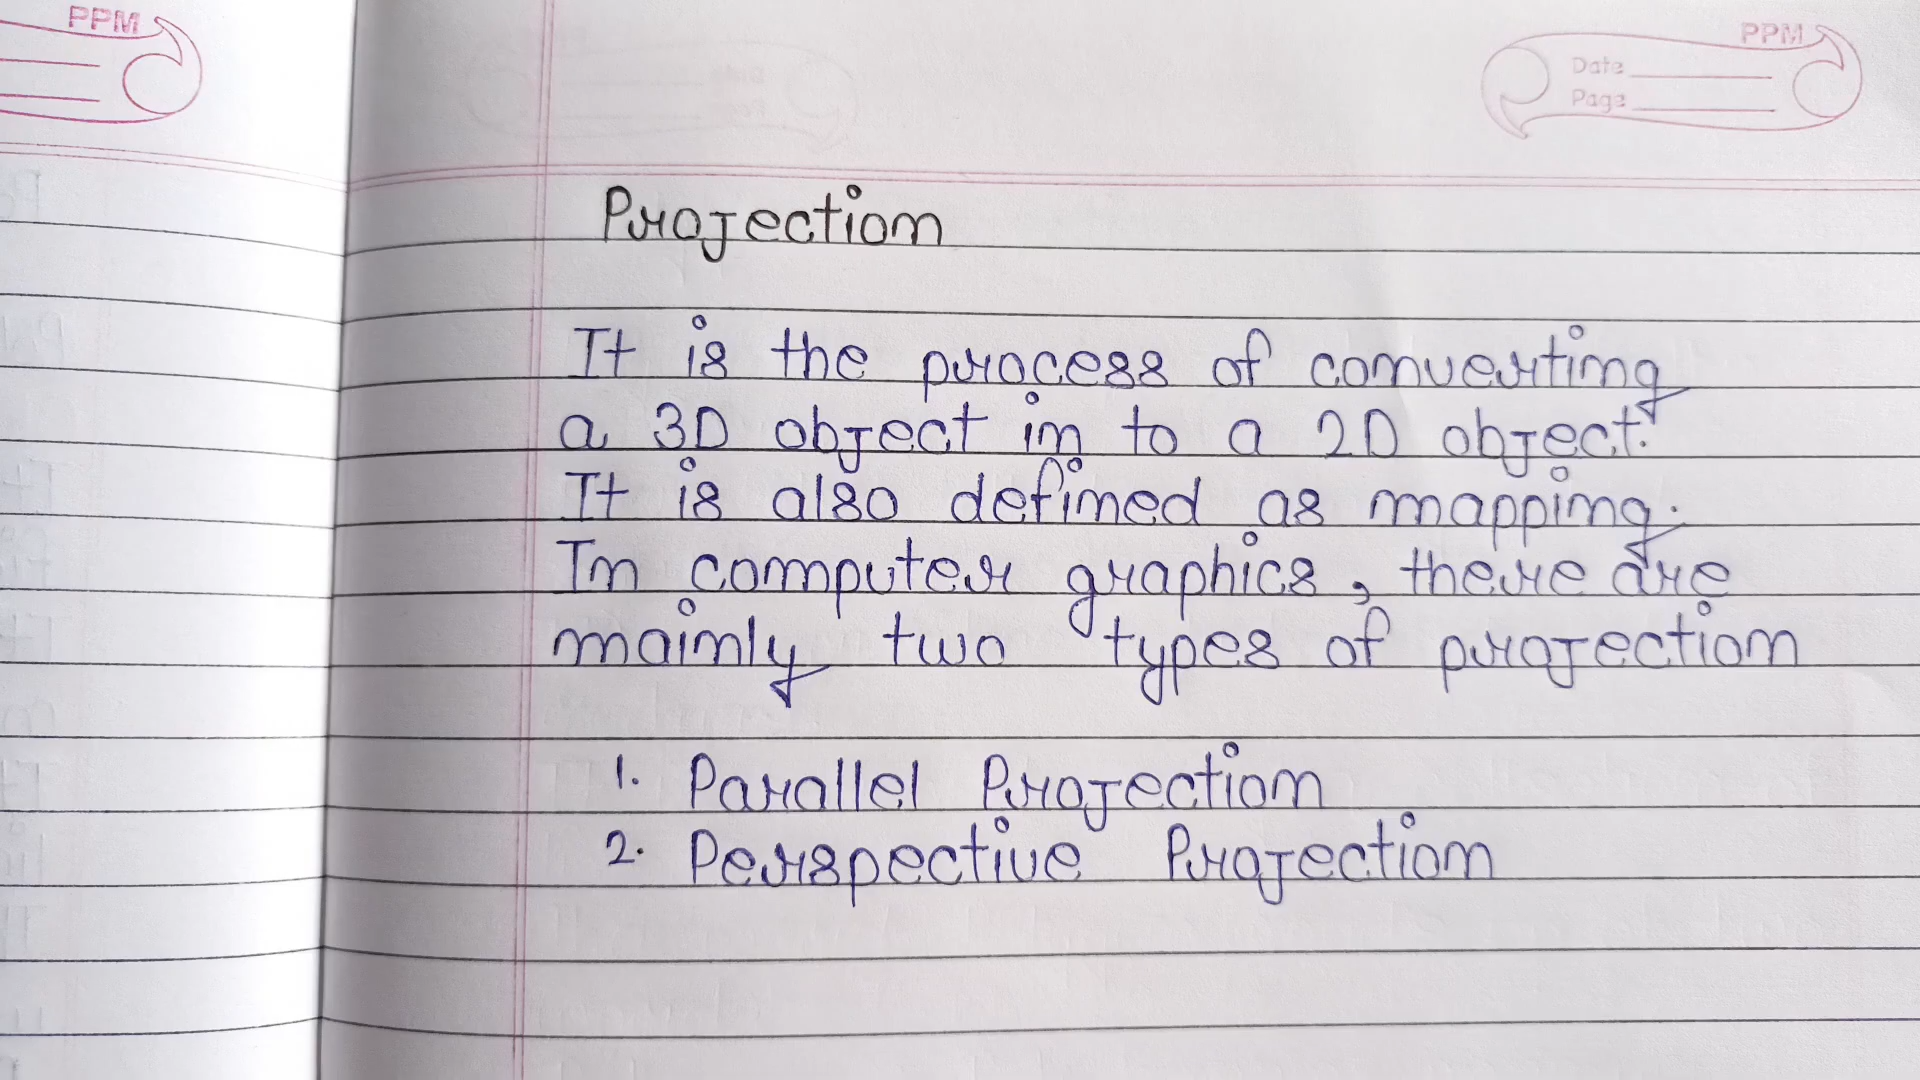 PPM
PPM
Date
Page
Projection
It is the process of converting
a 3D object in to a 2D object.
It is also defined as mapping.
In computer graphics, there are
mainly two types of projection
1. Parallel Projection
2. Perspective Projection